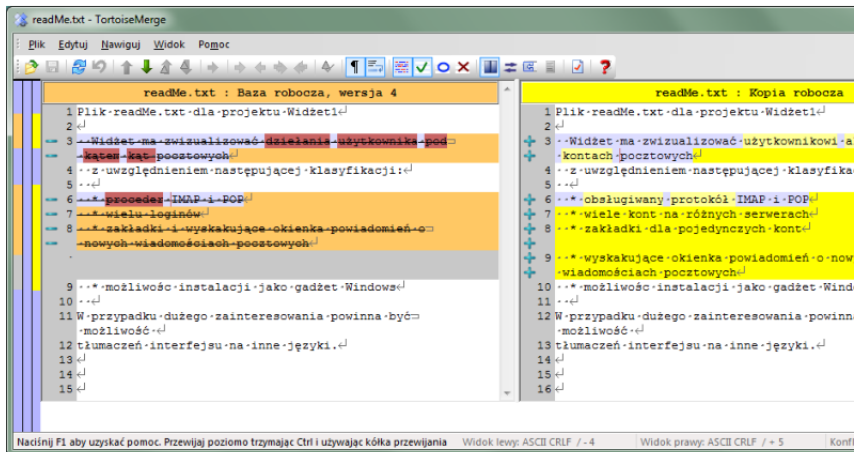 readMe.txt - TortoiseMerge
Plik Edytuj Nawiguj Widok Pomoc
readMe.txt : Baza robocza, wersja 4
1 Plik·readMe.txt·dla·projektu·Widżet1
2
3 ··Widżet·ma·zwizualizować·działania·użytkownika·pod
·kątem·kąt·pocztowych
4 ··z·uwzględnieniem·następującej·klasyfikacji:
5 ··
6 ··*·proceder·IMAP·i·POP
7 ··*·wielu·loginów
8 ··*·zakładki·i·wyskakujące·okienka·powiadomień·o
·nowych·wiadomościach·pocztowych
9 ··*·możliwośc·instalacji·jako·gadżet·Windows
10 ··
11 W·przypadku·dużego·zainteresowania·powinna·być
·możliwość·
12 tłumaczeń·interfejsu·na·inne·języki.
13
14
15
readMe.txt : Kopia robocza
1 Plik·readMe.txt·dla·projektu·Widżet1
2
3 ··Widżet·ma·zwizualizować·użytkownikowi·a
·kontach·pocztowych
4 ··z·uwzględnieniem·następującej·klasyfika
5 ··
6 ··*·obsługiwany·protokół·IMAP·i·POP
7 ··*·wiele·kont·na·różnych·serwerach
8 ··*·zakładki·dla·pojedynczych·kont
9 ··*·wyskakujące·okienka·powiadomień·o·now
·wiadomościach·pocztowych
10 ··*·możliwośc·instalacji·jako·gadżet·Wind
11 ··
12 W·przypadku·dużego·zainteresowania·powinn
·możliwość·
13 tłumaczeń·interfejsu·na·inne·języki.
14
15
16
Naciśnij F1 aby uzyskać pomoc. Przewijaj poziomo trzymając Ctrl i używając kółka przewijania Widok lewy: ASCII CRLF / - 4 Widok prawy: ASCII CRLF / + 5 Konfl